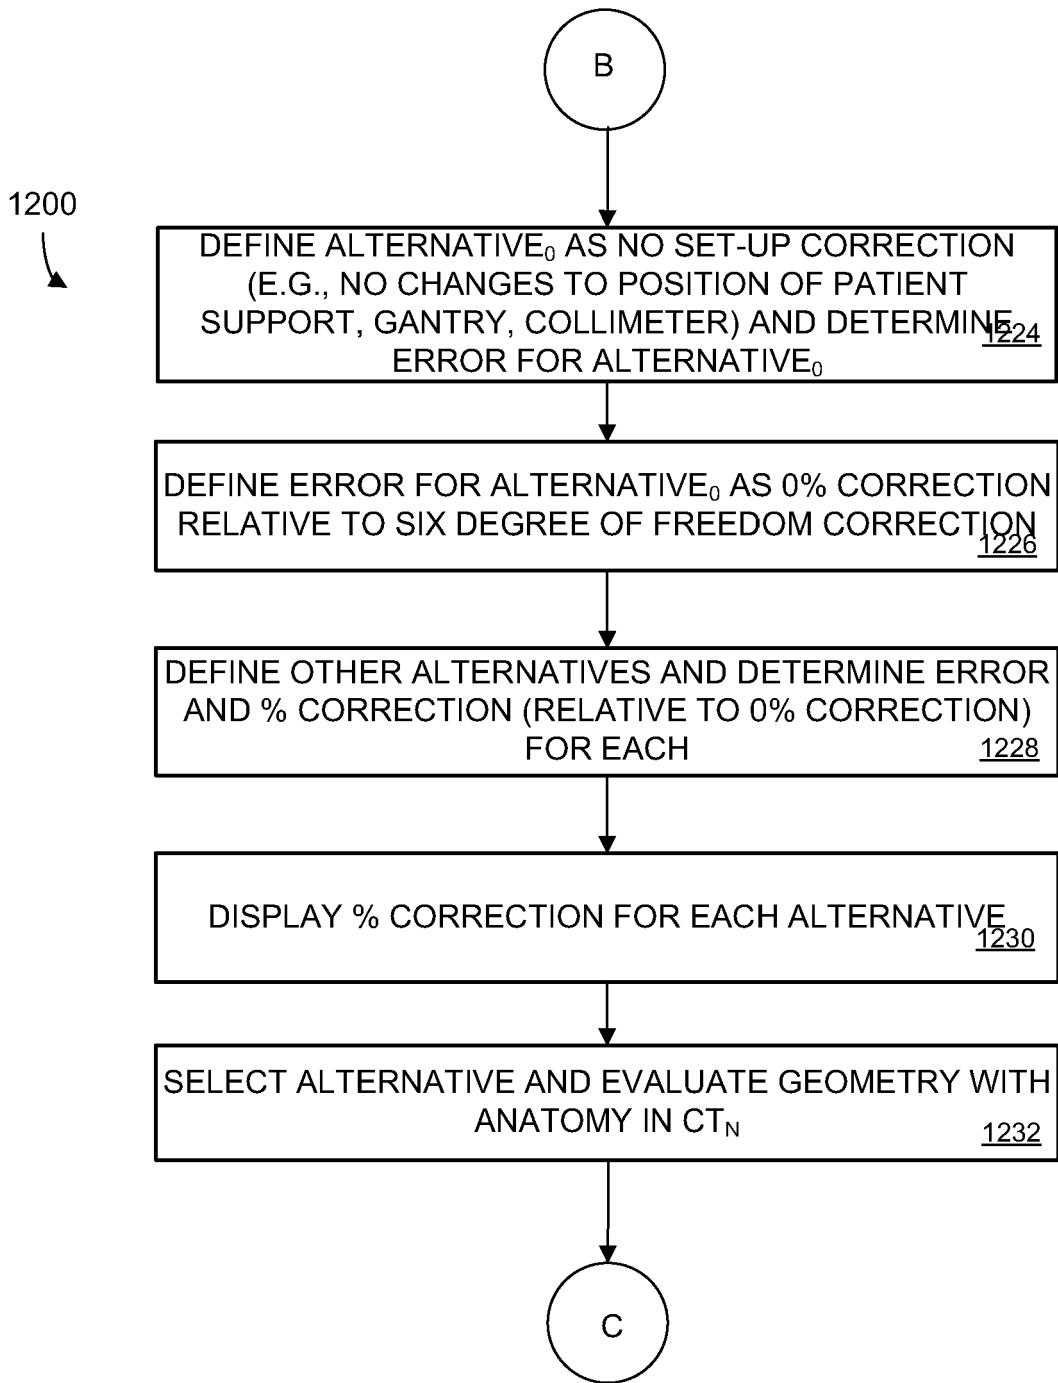 B
1200
DEFINE ALTERNATIVE₀ AS NO SET-UP CORRECTION
(E.G., NO CHANGES TO POSITION OF PATIENT
SUPPORT, GANTRY, COLLIMETER) AND DETERMINE
ERROR FOR ALTERNATIVE₀
1224
DEFINE ERROR FOR ALTERNATIVE₀ AS 0% CORRECTION
RELATIVE TO SIX DEGREE OF FREEDOM CORRECTION
1226
DEFINE OTHER ALTERNATIVES AND DETERMINE ERROR
AND % CORRECTION (RELATIVE TO 0% CORRECTION)
FOR EACH
1228
DISPLAY % CORRECTION FOR EACH ALTERNATIVE
1230
SELECT ALTERNATIVE AND EVALUATE GEOMETRY WITH
ANATOMY IN CT_N
1232
C